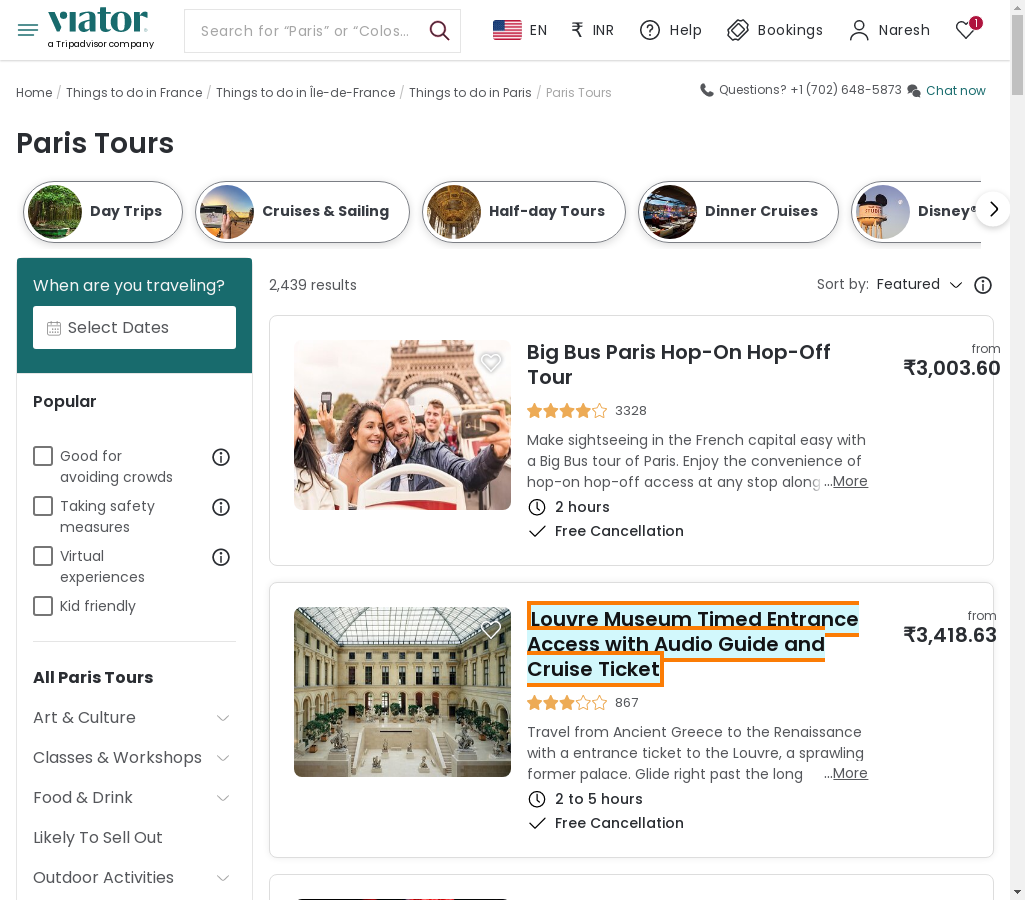 viator
a Tripadvisor company
Search for “Paris” or “Colos...
EN
₹ INR
Help
Bookings
Naresh
1
Home / Things to do in France / Things to do in Île-de-France / Things to do in Paris / Paris Tours
Questions? +1 (702) 648-5873
Chat now
Paris Tours
Day Trips
Cruises & Sailing
Half-day Tours
Dinner Cruises
Disney®
When are you traveling?
Select Dates
2,439 results
Sort by: Featured
Popular
Good for
avoiding crowds
Taking safety
measures
Virtual
experiences
Kid friendly
All Paris Tours
Art & Culture
Classes & Workshops
Food & Drink
Likely To Sell Out
Outdoor Activities
Big Bus Paris Hop-On Hop-Off
Tour
from
₹3,003.60
3328
Make sightseeing in the French capital easy with
a Big Bus tour of Paris. Enjoy the convenience of
hop-on hop-off access at any stop along ...More
2 hours
Free Cancellation
Louvre Museum Timed Entrance
Access with Audio Guide and
Cruise Ticket
from
₹3,418.63
867
Travel from Ancient Greece to the Renaissance
with a entrance ticket to the Louvre, a sprawling
former palace. Glide right past the long ...More
2 to 5 hours
Free Cancellation